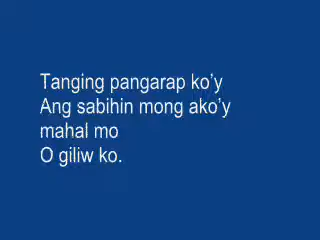 Tanging pangarap ko’y
Ang sabihin mong ako’y
mahal mo
O giliw ko.